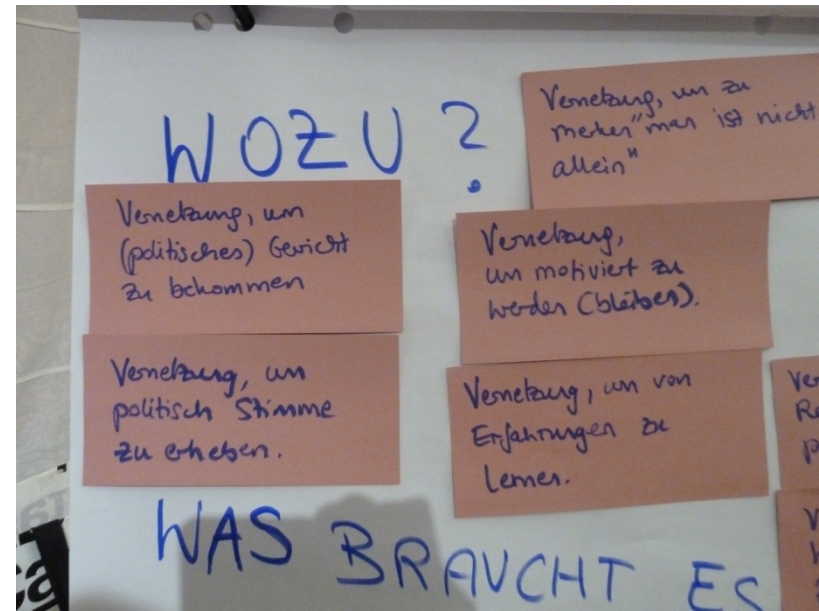 WOZU?
Vernetzung, um zu
merken "man ist nicht
allein"
Vernetzung, um
(politisches) Gewicht
zu bekommen
Vernetzung,
um motiviert zu
werden (bleiben).
Vernetzung, um
politisch Stimme
zu erheben.
Vernetzung, um von
Erfahrungen zu
lernen.
WAS BRAUCHT ES